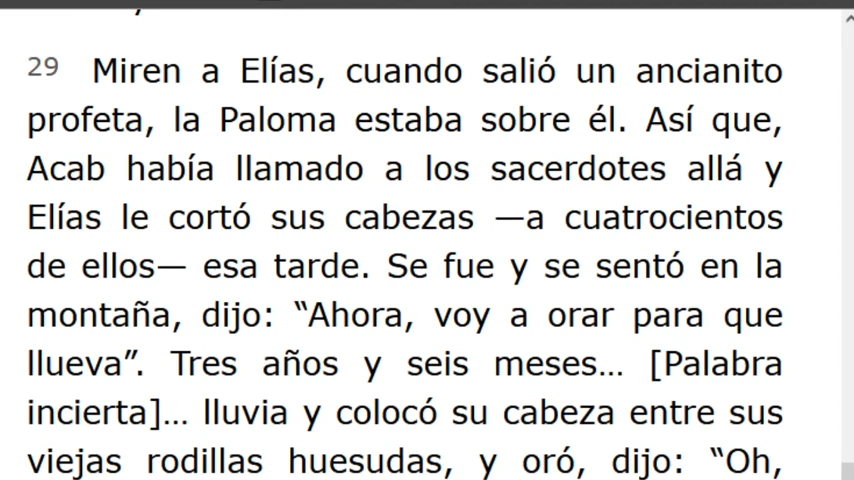 29 Miren a Elías, cuando salió un ancianito
profeta, la Paloma estaba sobre él. Así que,
Acab había llamado a los sacerdotes allá y
Elías le cortó sus cabezas —a cuatrocientos
de ellos— esa tarde. Se fue y se sentó en la
montaña, dijo: “Ahora, voy a orar para que
llueva”. Tres años y seis meses... [Palabra
incierta]... lluvia y colocó su cabeza entre sus
viejas rodillas huesudas, y oró, dijo: “Oh,